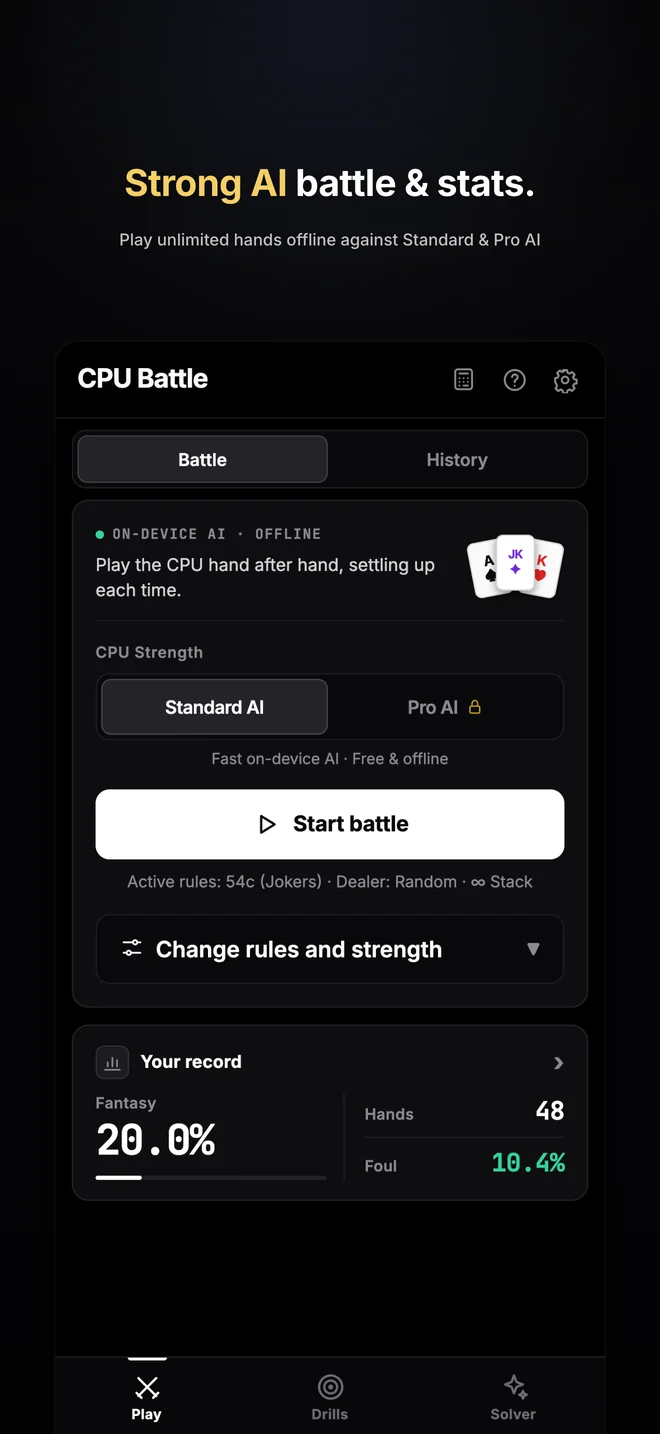 Strong AI battle & stats.
Play unlimited hands offline against Standard & Pro AI
CPU Battle
Battle
History
ON-DEVICE AI · OFFLINE
Play the CPU hand after hand, settling up
each time.
A
JK
K
CPU Strength
Standard AI
Pro AI
Fast on-device AI · Free & offline
Start battle
Active rules: 54c (Jokers) · Dealer: Random · ∞ Stack
Change rules and strength
Your record
Fantasy
20.0%
Hands
48
Foul
10.4%
Play
Drills
Solver